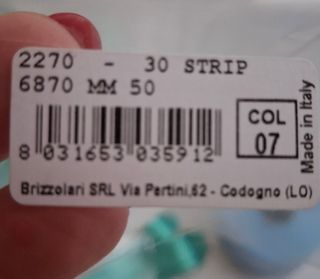 2270 - 30 STRIP
6870 MM 50
COL
07
8 031653 035912
Made in Italy
Brizzolari SRL Via Pertini,62 - Codogno (LO)